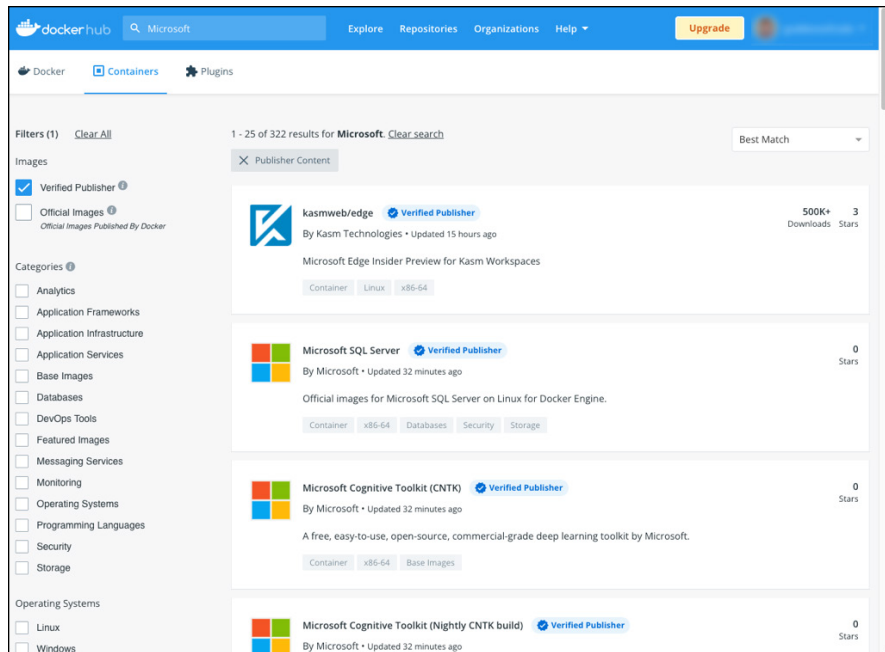 dockerhub Microsoft Explore Repositories Organizations Help Upgrade
Docker Containers Plugins
Filters (1) Clear All
Images
Verified Publisher
Official Images
Official Images Published By Docker
Categories
Analytics
Application Frameworks
Application Infrastructure
Application Services
Base Images
Databases
DevOps Tools
Featured Images
Messaging Services
Monitoring
Operating Systems
Programming Languages
Security
Storage
Operating Systems
Linux
Windows
1 - 25 of 322 results for Microsoft. Clear search
Best Match
Publisher Content
kasmweb/edge Verified Publisher
500K+ 3
Downloads Stars
By Kasm Technologies • Updated 15 hours ago
Microsoft Edge Insider Preview for Kasm Workspaces
Container Linux x86-64
Microsoft SQL Server Verified Publisher
0
Stars
By Microsoft • Updated 32 minutes ago
Official images for Microsoft SQL Server on Linux for Docker Engine.
Container x86-64 Databases Security Storage
Microsoft Cognitive Toolkit (CNTK) Verified Publisher
0
Stars
By Microsoft • Updated 32 minutes ago
A free, easy-to-use, open-source, commercial-grade deep learning toolkit by Microsoft.
Container x86-64 Base Images
Microsoft Cognitive Toolkit (Nightly CNTK build) Verified Publisher
0
Stars
By Microsoft • Updated 32 minutes ago